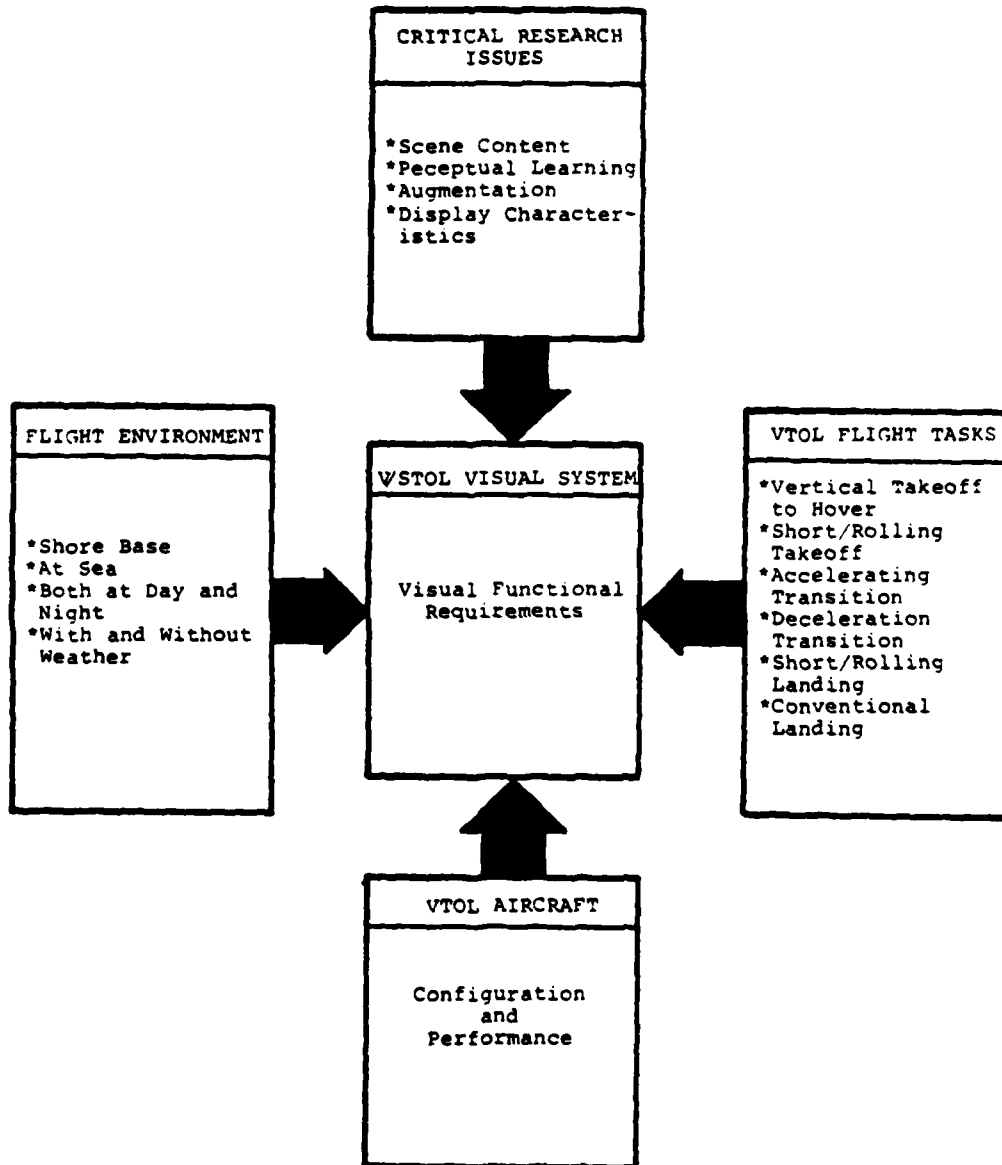 CRITICAL RESEARCH
ISSUES
*Scene Content
*Peceptual Learning
*Augmentation
*Display Character-
istics
FLIGHT ENVIRONMENT
*Shore Base
*At Sea
*Both at Day and
Night
*With and Without
Weather
V/STOL VISUAL SYSTEM
Visual Functional
Requirements
VTOL FLIGHT TASKS
*Vertical Takeoff
to Hover
*Short/Rolling
Takeoff
*Accelerating
Transition
*Deceleration
Transition
*Short/Rolling
Landing
*Conventional
Landing
VTOL AIRCRAFT
Configuration
and
Performance